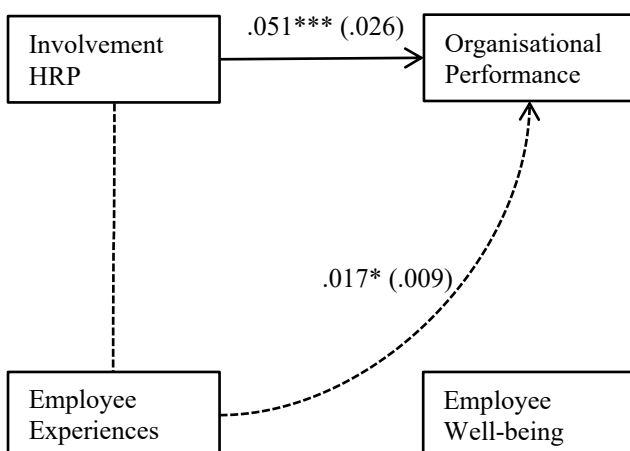 Involvement
HRP
.051*** (.026)
Organisational
Performance
.017* (.009)
Employee
Experiences
Employee
Well-being